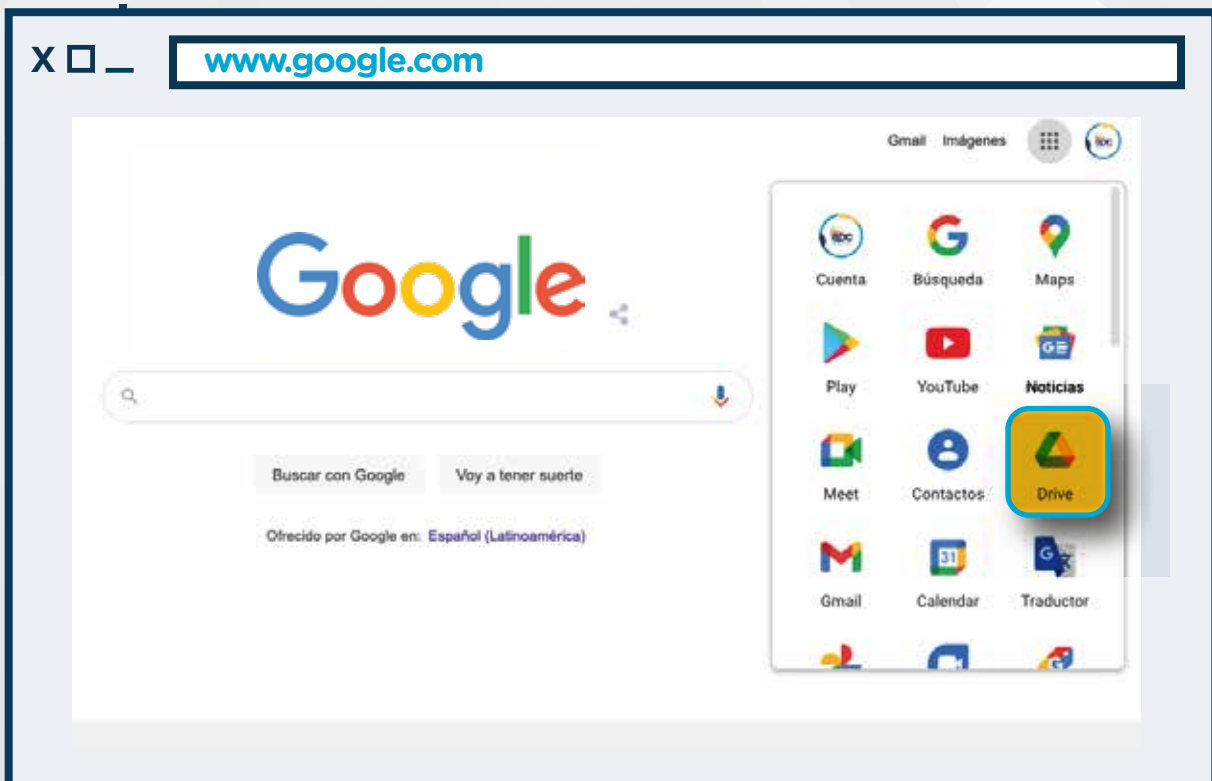 X
www.google.com
Gmail Imágenes
Google
Cuenta Búsqueda Maps
Play YouTube Noticias
Buscar con Google Voy a tener suerte
Meet Contactos Drive
Ofrecido por Google en: Español (Latinoamérica)
31
Gmail Calendar Traductor